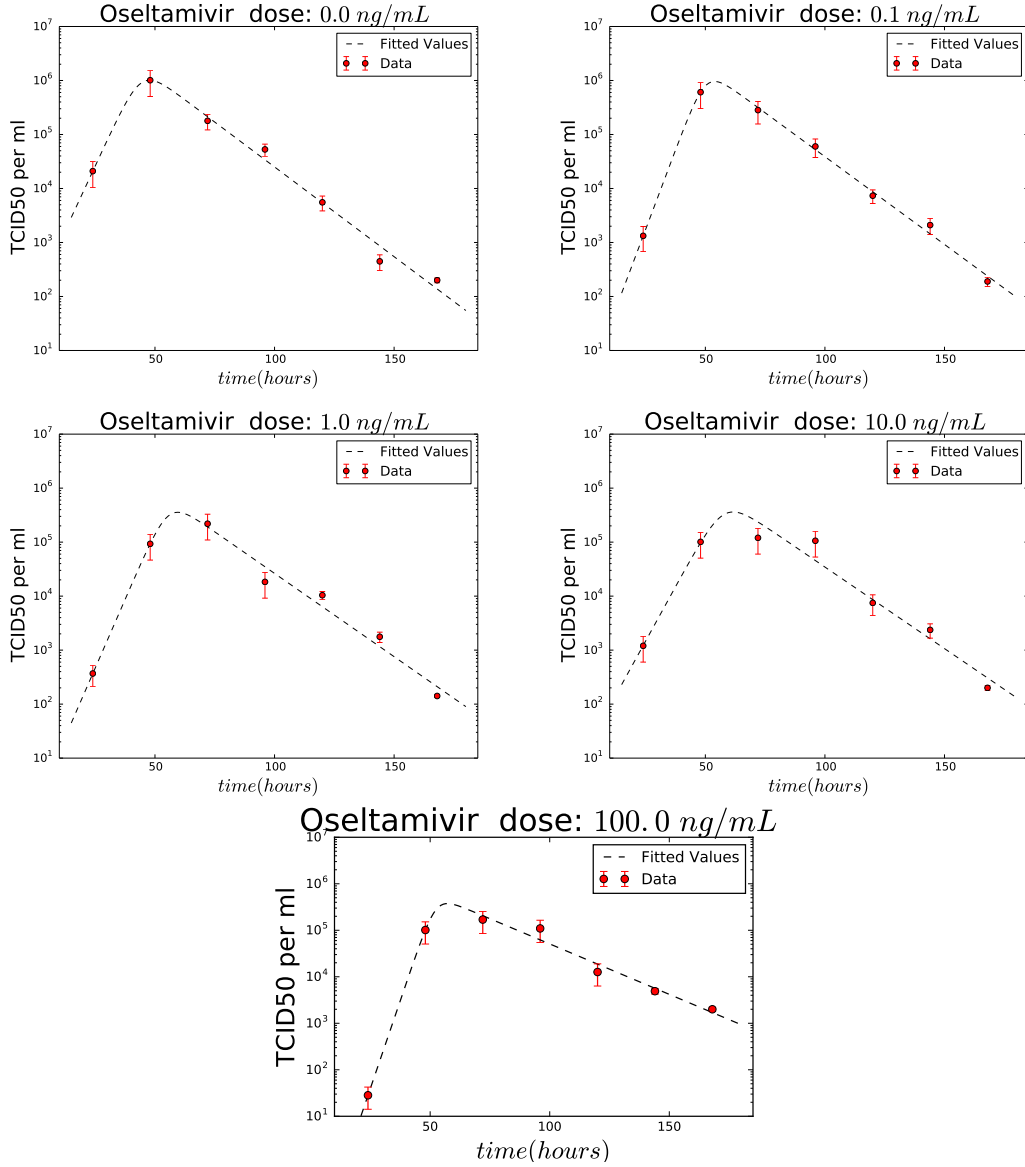 Oseltamivir dose: 0.0 ng/mL
10^7
10^6
10^5
10^4
10^3
10^2
10^1
TCID50 per ml
Fitted Values
Data
50 100 150
time(hours)
Oseltamivir dose: 0.1 ng/mL
10^7
10^6
10^5
10^4
10^3
10^2
10^1
TCID50 per ml
Fitted Values
Data
50 100 150
time(hours)
Oseltamivir dose: 1.0 ng/mL
10^7
10^6
10^5
10^4
10^3
10^2
10^1
TCID50 per ml
Fitted Values
Data
50 100 150
time(hours)
Oseltamivir dose: 10.0 ng/mL
10^7
10^6
10^5
10^4
10^3
10^2
10^1
TCID50 per ml
Fitted Values
Data
50 100 150
time(hours)
Oseltamivir dose: 100.0 ng/mL
10^7
10^6
10^5
10^4
10^3
10^2
10^1
TCID50 per ml
Fitted Values
Data
50 100 150
time(hours)